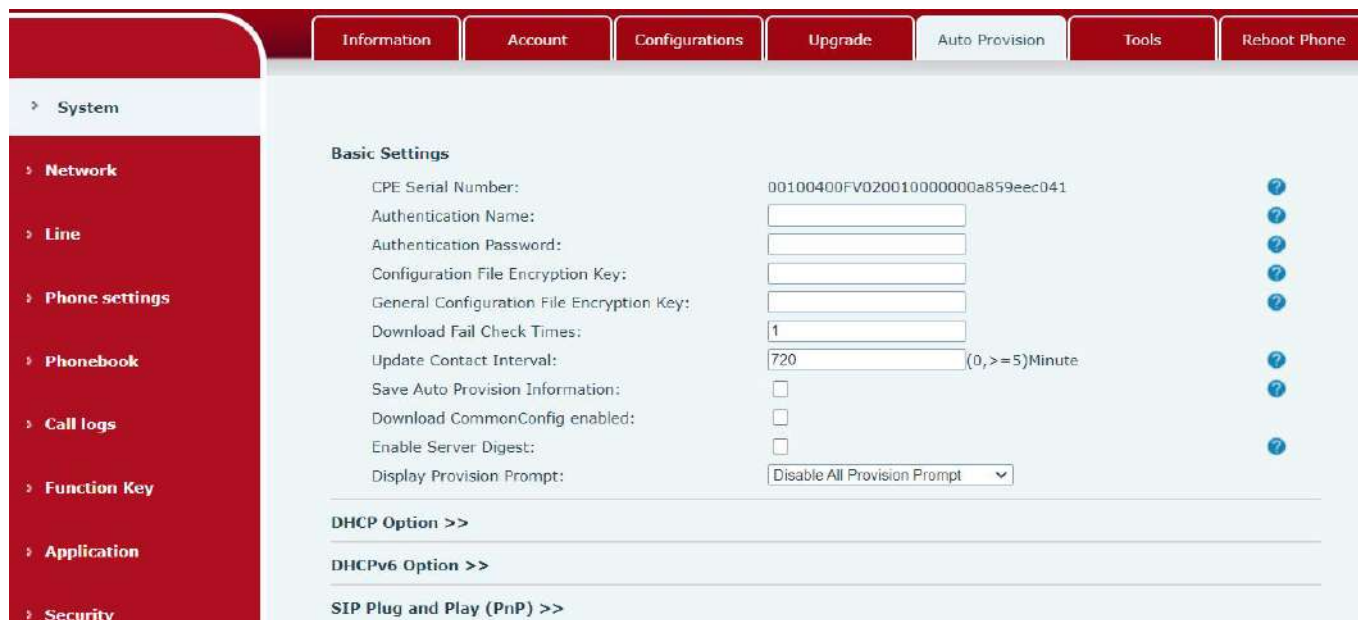 Information Account Configurations Upgrade Auto Provision Tools Reboot Phone
System
Network
Line
Phone settings
Phonebook
Call logs
Function Key
Application
Security
Basic Settings
CPE Serial Number: 00100400FV020010000000a859eec041
Authentication Name:
Authentication Password:
Configuration File Encryption Key:
General Configuration File Encryption Key:
Download Fail Check Times: 1
Update Contact Interval: 720 (0,>=5)Minute
Save Auto Provision Information:
Download CommonConfig enabled:
Enable Server Digest:
Display Provision Prompt: Disable All Provision Prompt
DHCP Option >>
DHCPv6 Option >>
SIP Plug and Play (PnP) >>